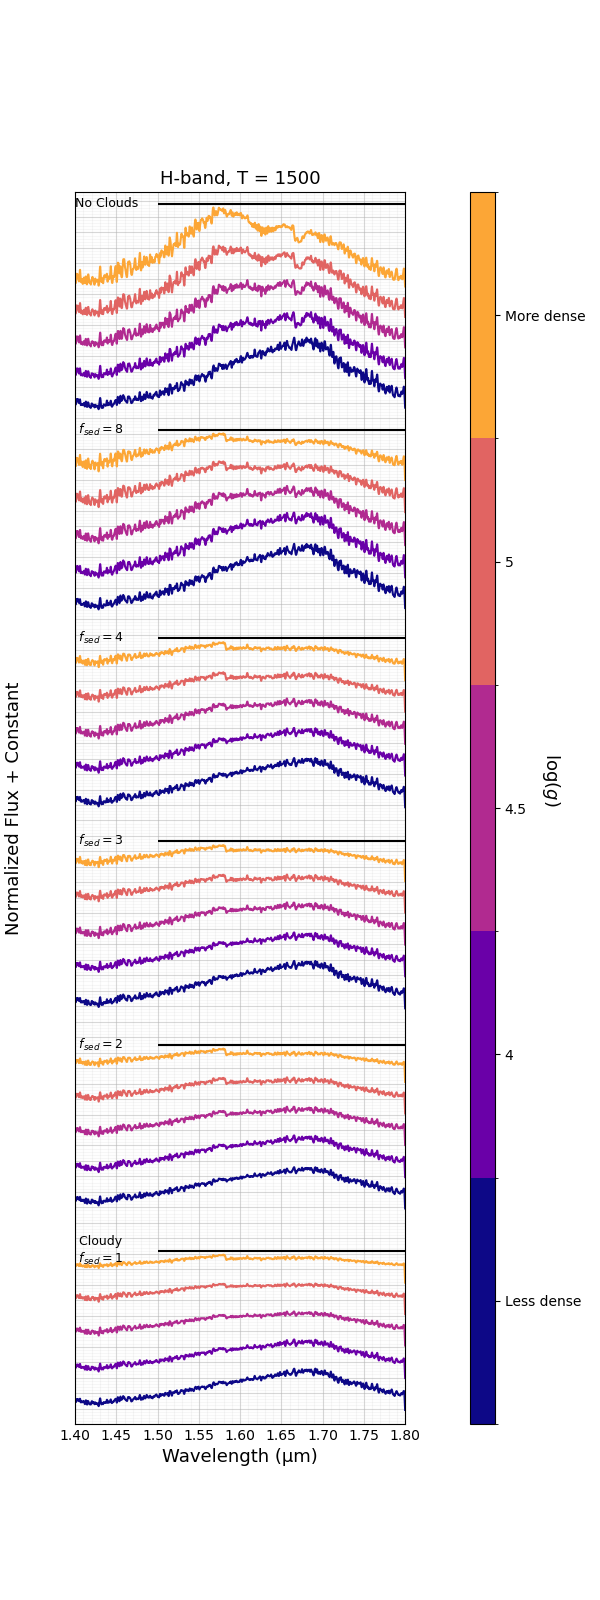 H-band, T = 1500
No Clouds
f_sed = 8
f_sed = 4
f_sed = 3
f_sed = 2
Cloudy
f_sed = 1
Normalized Flux + Constant
1.40 1.45 1.50 1.55 1.60 1.65 1.70 1.75 1.80
Wavelength (μm)
More dense
5
4.5
4
Less dense
log(g)